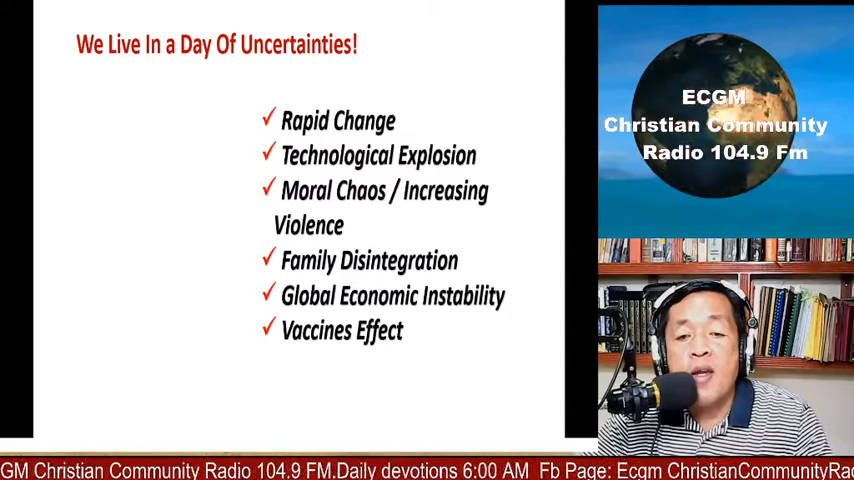 We Live In a Day Of Uncertainties!
Rapid Change
Technological Explosion
Moral Chaos / Increasing
Violence
Family Disintegration
Global Economic Instability
Vaccines Effect
ECGM
Christian Community
Radio 104.9 Fm
GM Christian Community Radio 104.9 FM.Daily devotions 6:00 AM Fb Page: Ecgm ChristianCommunityRa